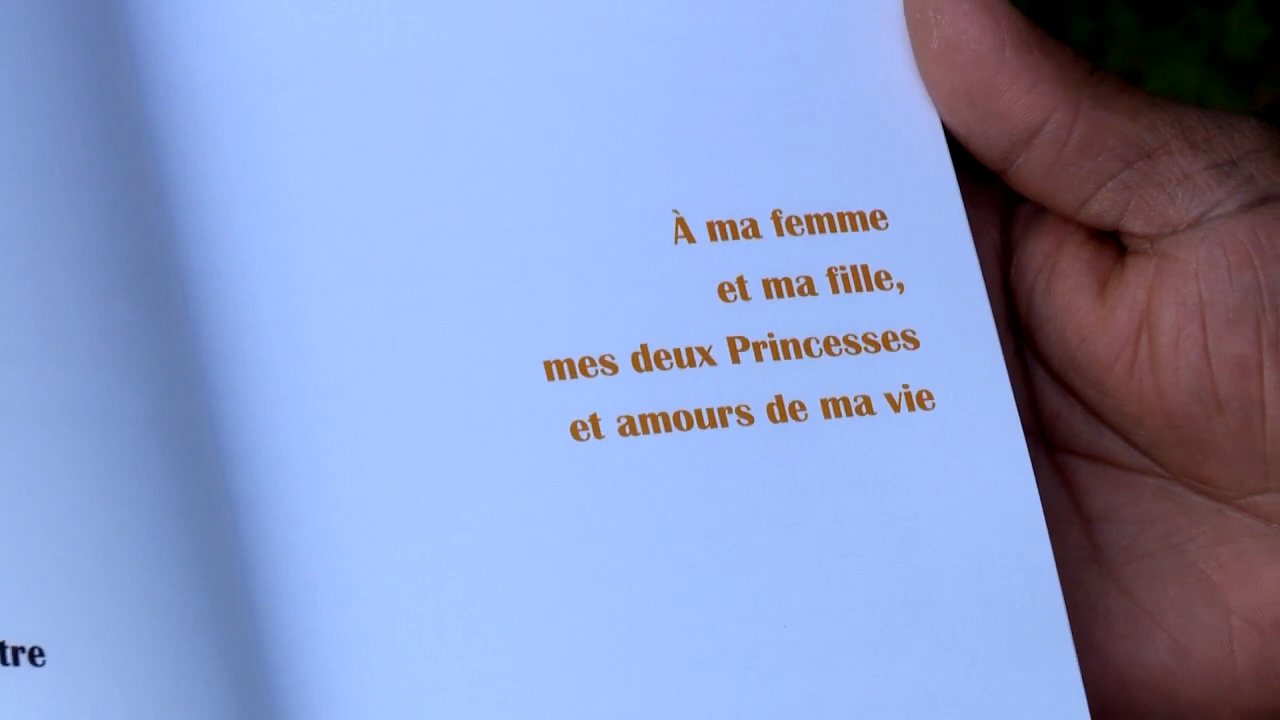 À ma femme
et ma fille,
mes deux Princesses
et amours de ma vie
tre